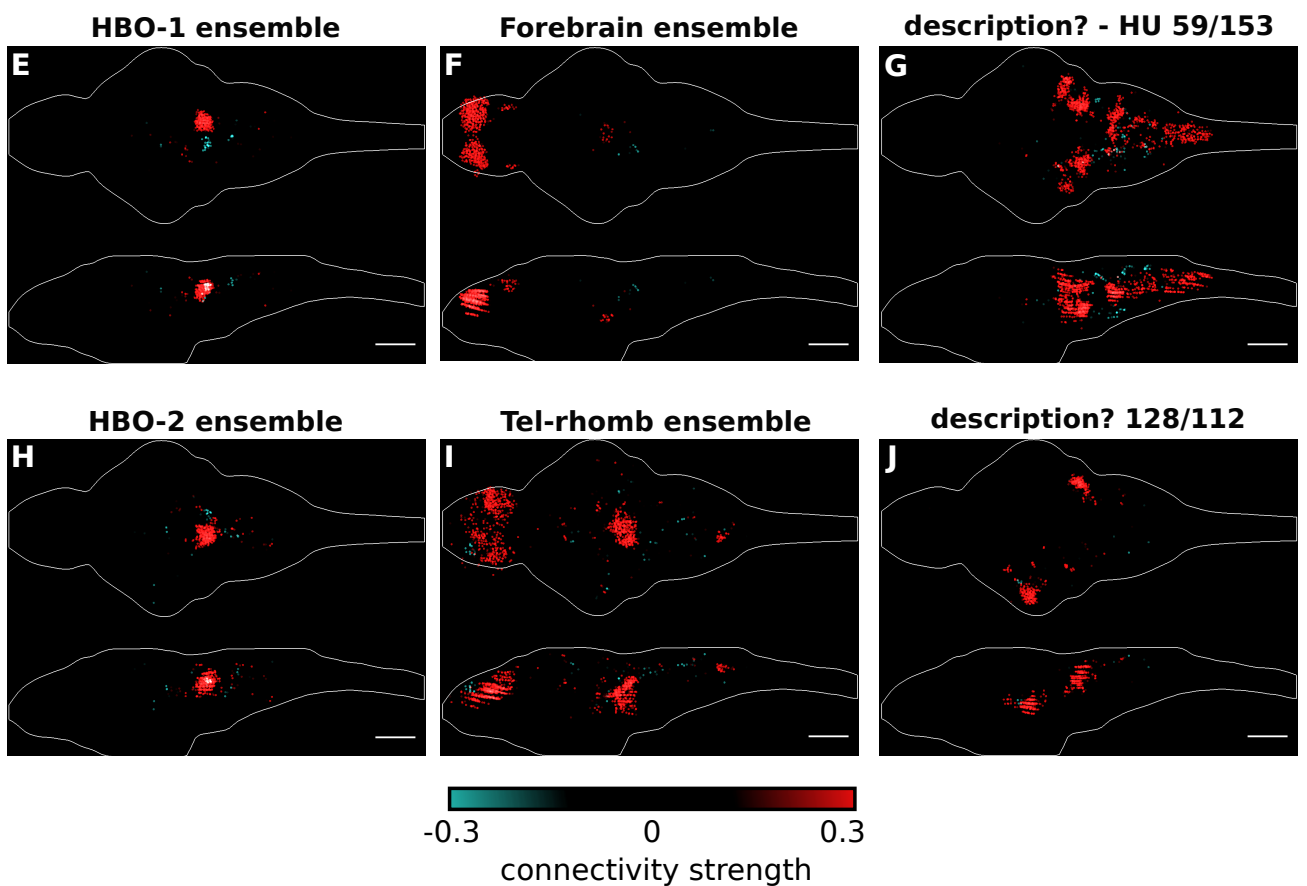 HBO-1 ensemble
Forebrain ensemble
description? - HU 59/153
E
F
G
HBO-2 ensemble
Tel-rhomb ensemble
description? 128/112
H
I
J
-0.3
0
0.3
connectivity strength